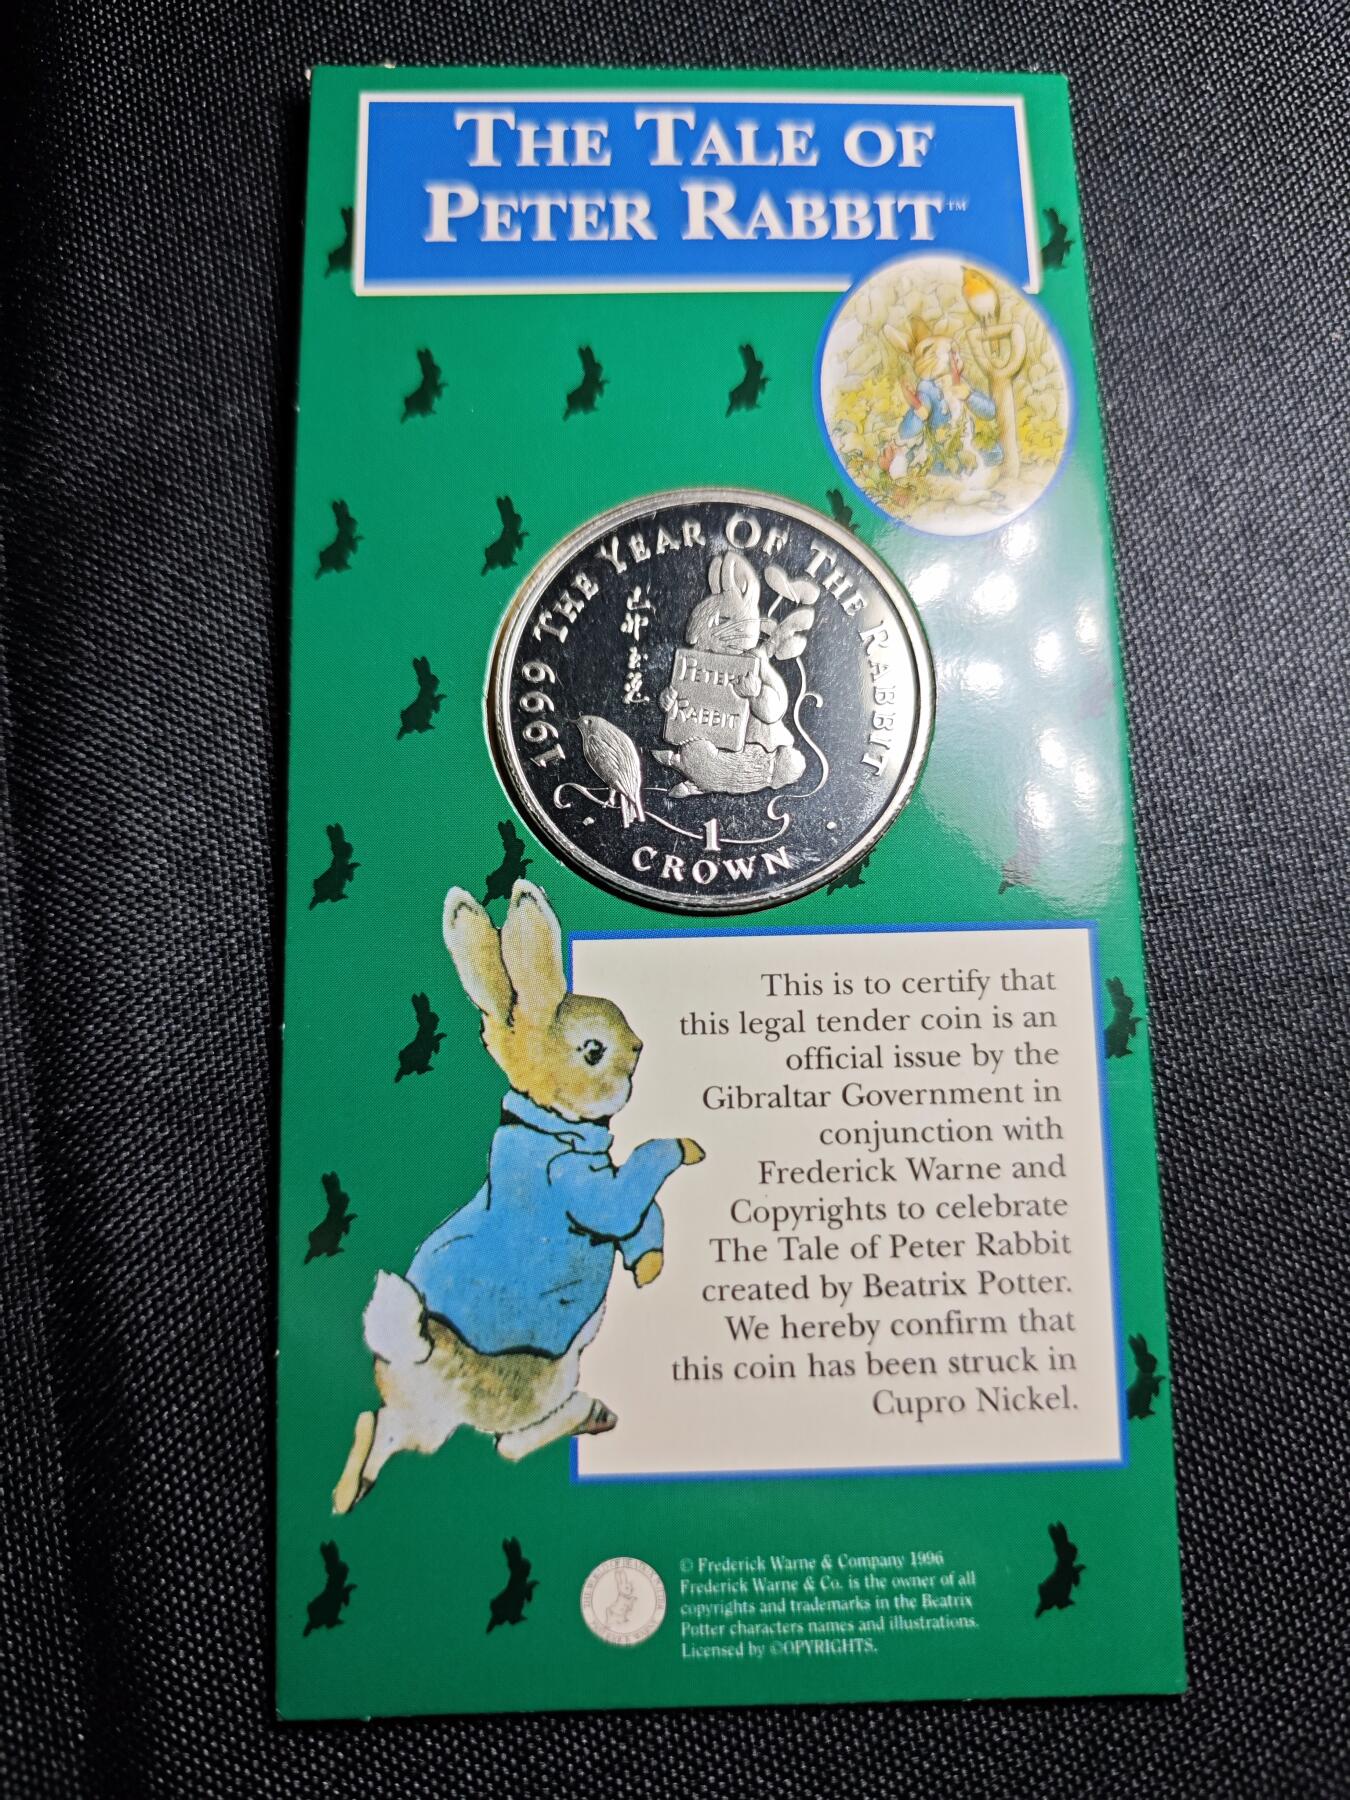 THE TALE OF
PETER RABBIT™
1999 THE YEAR OF THE RABBIT
己卯玉兔
PETER
RABBIT
1
CROWN
This is to certify that
this legal tender coin is an
official issue by the
Gibraltar Government in
conjunction with
Frederick Warne and
Copyrights to celebrate
The Tale of Peter Rabbit
created by Beatrix Potter.
We hereby confirm that
this coin has been struck in
Cupro Nickel.
© Frederick Warne & Company 1996
Frederick Warne & Co. is the owner of all
copyrights and trademarks in the Beatrix
Potter characters names and illustrations.
Licensed by ©OPYRIGHTS.